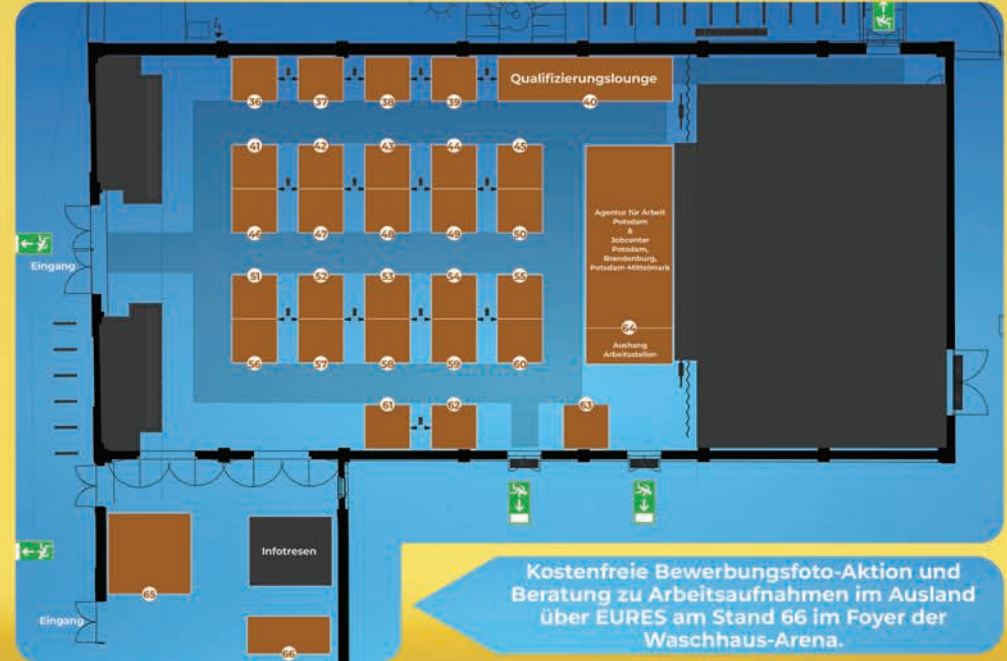 Qualifizierungslounge
36
37
38
39
40
41
42
43
44
45
Agentur für Arbeit
Potsdam
&
Jobcenter
Potsdam,
Brandenburg,
Potsdam-Mittelmark
46
47
48
49
50
Eingang
51
52
53
54
55
64
Aushang
Arbeitsstellen
56
57
58
59
60
61
62
63
Infotresen
65
Eingang
66
Kostenfreie Bewerbungsfoto-Aktion und
Beratung zu Arbeitsaufnahmen im Ausland
über EURES am Stand 66 im Foyer der
Waschhaus-Arena.